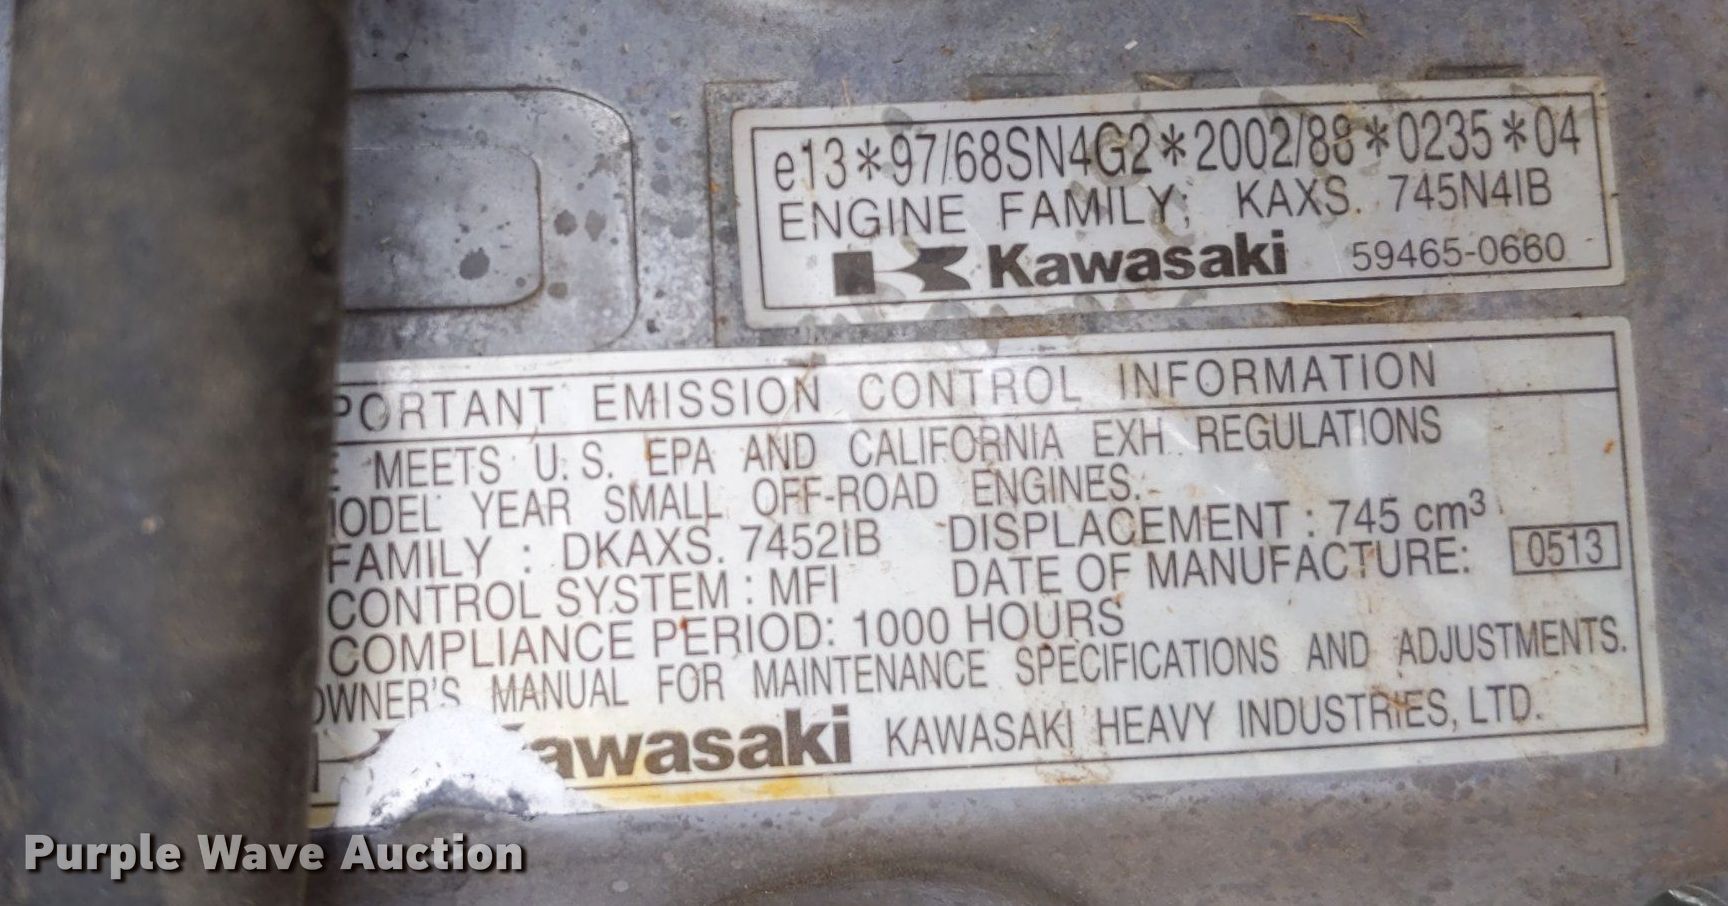 e13*97/68SN4G2*2002/88*0235*04
ENGINE FAMILY; KAXS. 745N4IB
Kawasaki 59465-0660
PORTANT EMISSION CONTROL INFORMATION
E MEETS U.S. EPA AND CALIFORNIA EXH REGULATIONS
MODEL YEAR SMALL OFF-ROAD ENGINES.
FAMILY : DKAXS. 7452IB DISPLACEMENT : 745 cm³
CONTROL SYSTEM : MFI DATE OF MANUFACTURE: 0513
COMPLIANCE PERIOD: 1000 HOURS
OWNER'S MANUAL FOR MAINTENANCE SPECIFICATIONS AND ADJUSTMENTS.
Kawasaki KAWASAKI HEAVY INDUSTRIES, LTD.
Purple Wave Auction